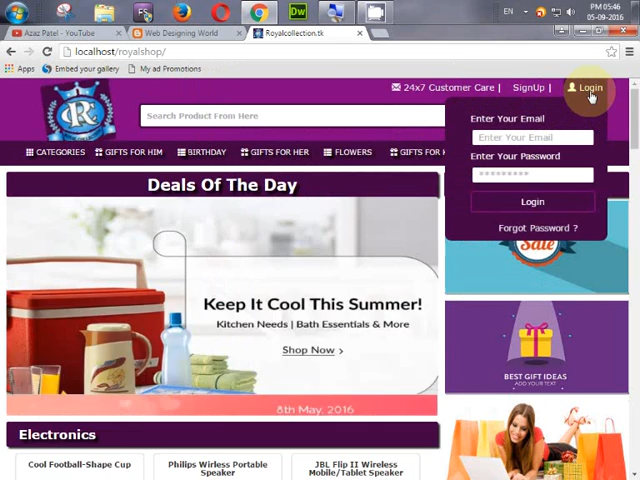 EN
PM 05:46
05-09-2016
Azaz Patel - YouTube
Web Designing World
Royalcollection.tk
localhost/royalshop/
Apps
Embed your gallery
My ad Promotions
24x7 Customer Care |
SignUp |
Login
Search Product From Here
Enter Your Email
Enter Your Email
Enter Your Password
Login
Forgot Password ?
CATEGORIES
GIFTS FOR HIM
BIRTHDAY
GIFTS FOR HER
FLOWERS
GIFTS FOR
Deals Of The Day
Keep It Cool This Summer!
Kitchen Needs | Bath Essentials & More
Shop Now >
8th May, 2016
Sale
BEST GIFT IDEAS
ADD YOUR TEXT
Electronics
Cool Football-Shape Cup
Philips Wirless Portable
Speaker
JBL Flip II Wireless
Mobile/Tablet Speaker